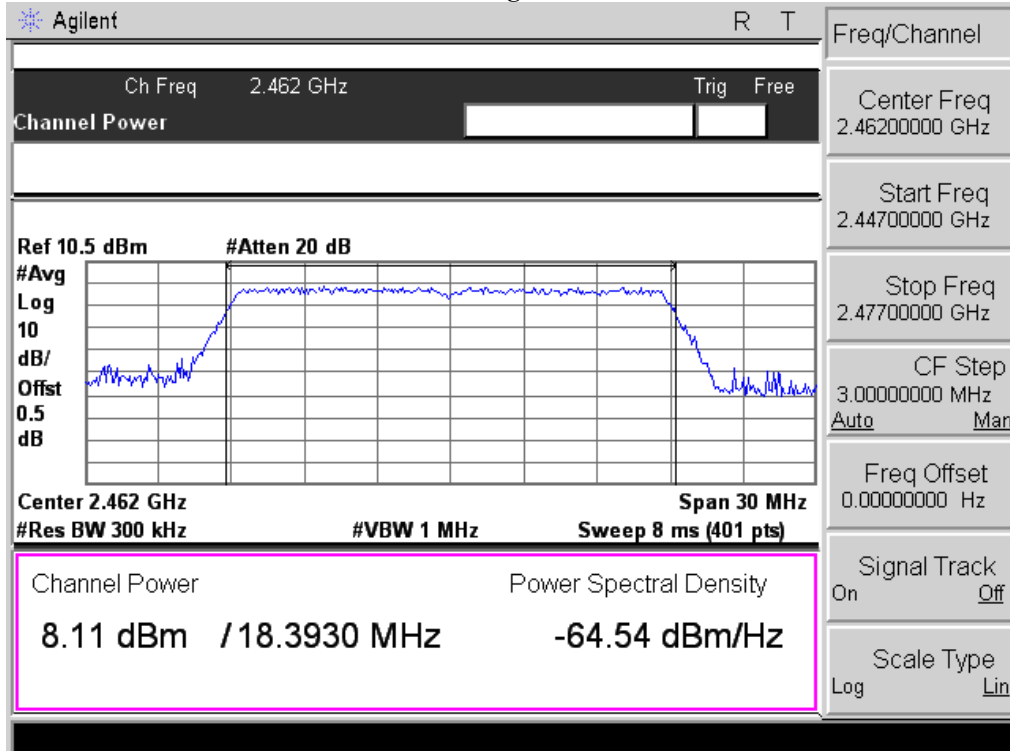 Agilent R T
Ch Freq 2.462 GHz Trig Free
Channel Power
Ref 10.5 dBm #Atten 20 dB
#Avg
Log
10
dB/
Offst
0.5
dB
Center 2.462 GHz Span 30 MHz
#Res BW 300 kHz #VBW 1 MHz Sweep 8 ms (401 pts)
Channel Power Power Spectral Density
8.11 dBm / 18.3930 MHz -64.54 dBm/Hz
Freq/Channel
Center Freq
2.46200000 GHz
Start Freq
2.44700000 GHz
Stop Freq
2.47700000 GHz
CF Step
3.00000000 MHz
Auto Man
Freq Offset
0.00000000 Hz
Signal Track
On Off
Scale Type
Log Lin